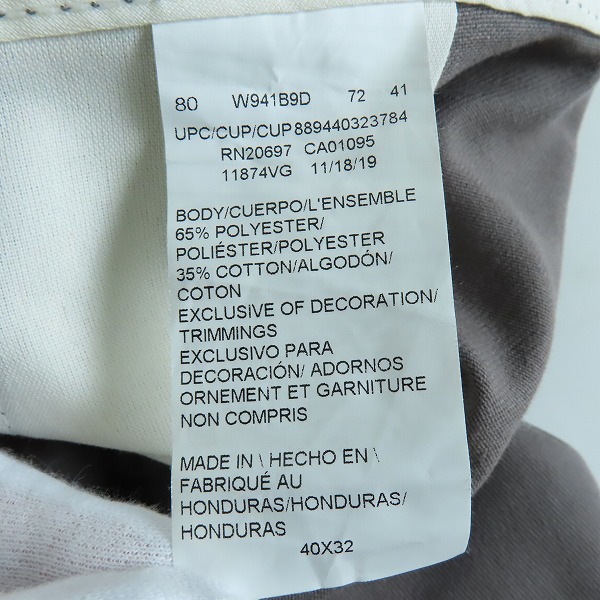 80 W941B9D 72 41
UPC/CUP/CUP889440323784
RN20697 CA01095
11874VG 11/18/19
BODY/CUERPO/L'ENSEMBLE
65% POLYESTER/
POLIÉSTER/POLYESTER
35% COTTON/ALGODÓN/
COTON
EXCLUSIVE OF DECORATION/
TRIMMINGS
EXCLUSIVO PARA
DECORACIÓN/ ADORNOS
ORNEMENT ET GARNITURE
NON COMPRIS
MADE IN \ HECHO EN \
FABRIQUÉ AU
HONDURAS/HONDURAS/
HONDURAS
40X32